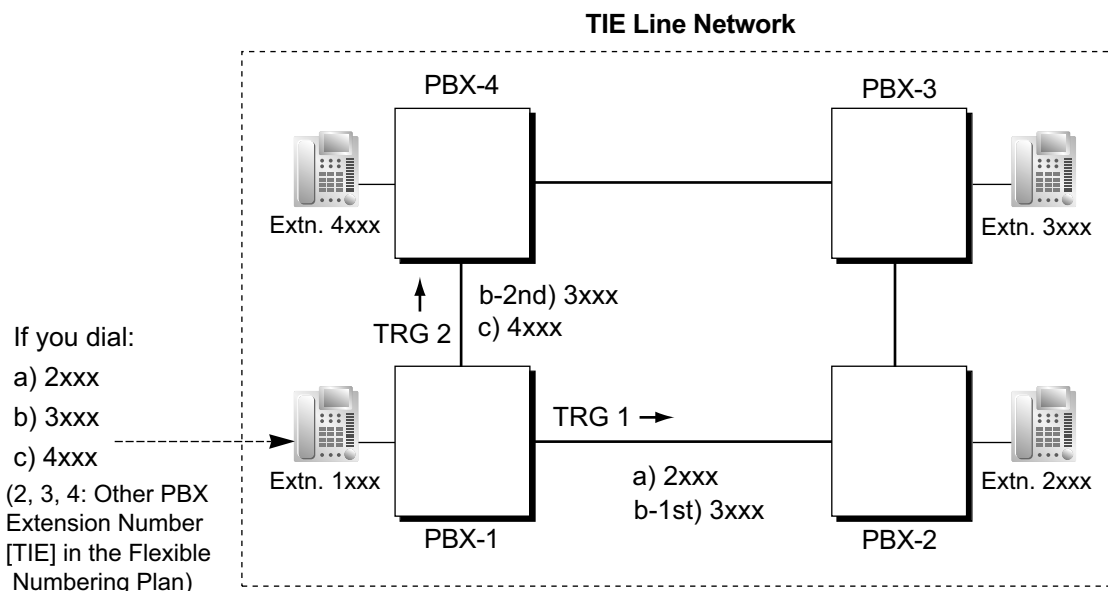 TIE Line Network
PBX-4
PBX-3
Extn. 4xxx
Extn. 3xxx
b-2nd) 3xxx
TRG 2
c) 4xxx
If you dial:
a) 2xxx
b) 3xxx
c) 4xxx
(2, 3, 4: Other PBX
Extension Number
[TIE] in the Flexible
Numbering Plan)
TRG 1
Extn. 1xxx
a) 2xxx
b-1st) 3xxx
Extn. 2xxx
PBX-1
PBX-2